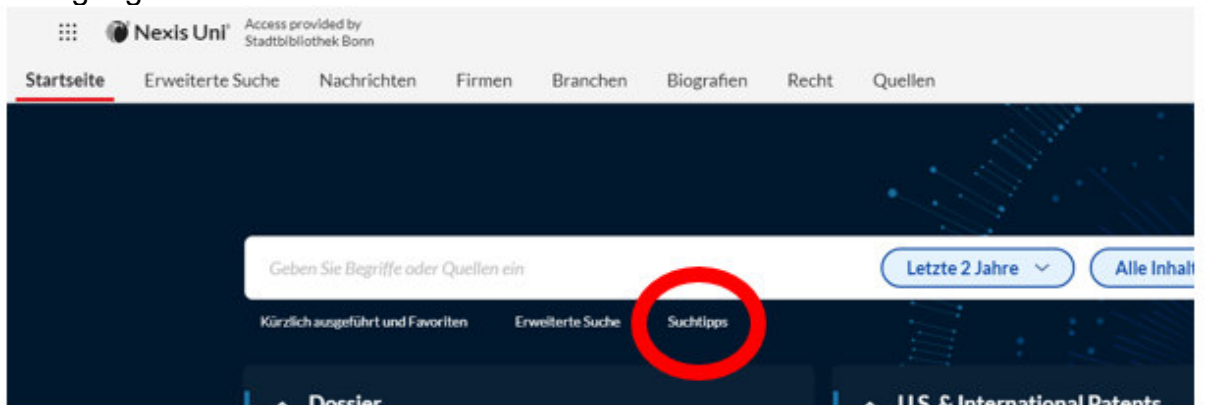 Nexis Uni® Access provided by
Stadtbibliothek Bonn
Startseite Erweiterte Suche Nachrichten Firmen Branchen Biografien Recht Quellen
Geben Sie Begriffe oder Quellen ein Letzte 2 Jahre Alle Inhalt
Kürzlich ausgeführt und Favoriten Erweiterte Suche Suchtipps
Dossier U.S. & International Patents